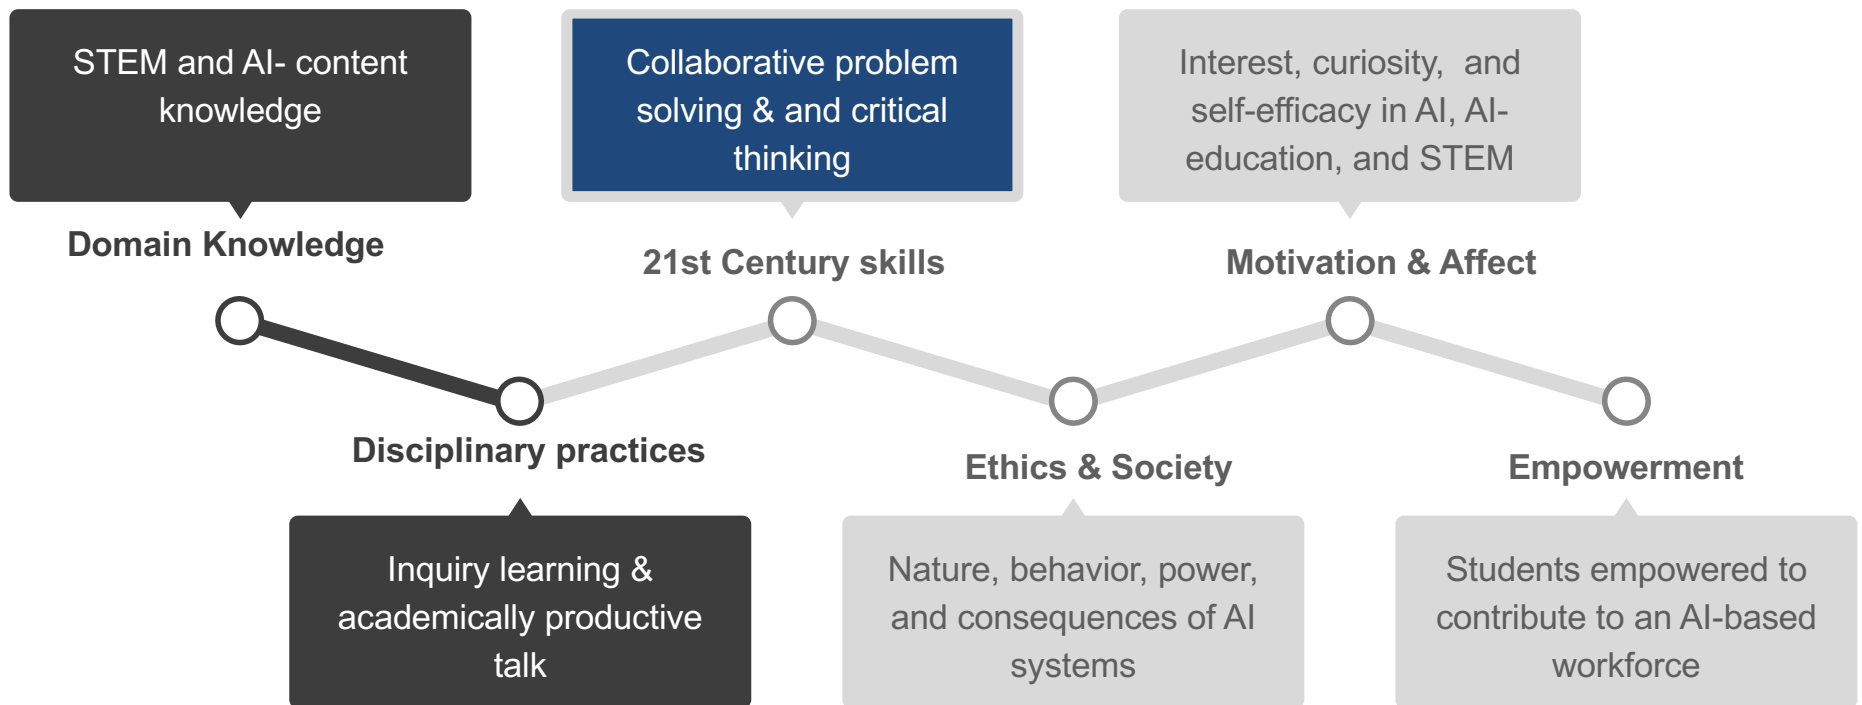 STEM and AI- content
knowledge
Domain Knowledge
Disciplinary practices
Inquiry learning &
academically productive
talk
Collaborative problem
solving & and critical
thinking
21st Century skills
Ethics & Society
Nature, behavior, power,
and consequences of AI
systems
Interest, curiosity,  and
self-efficacy in AI, AI-
education, and STEM
Motivation & Affect
Empowerment
Students empowered to
contribute to an AI-based
workforce